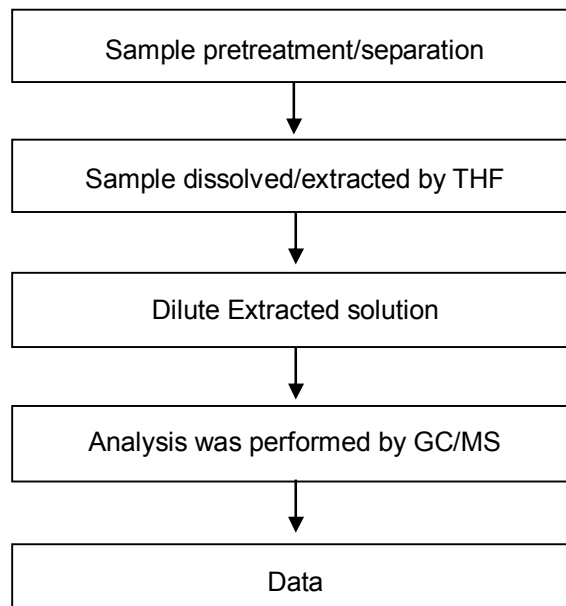 Sample pretreatment/separation
Sample dissolved/extracted by THF
Dilute Extracted solution
Analysis was performed by GC/MS
Data